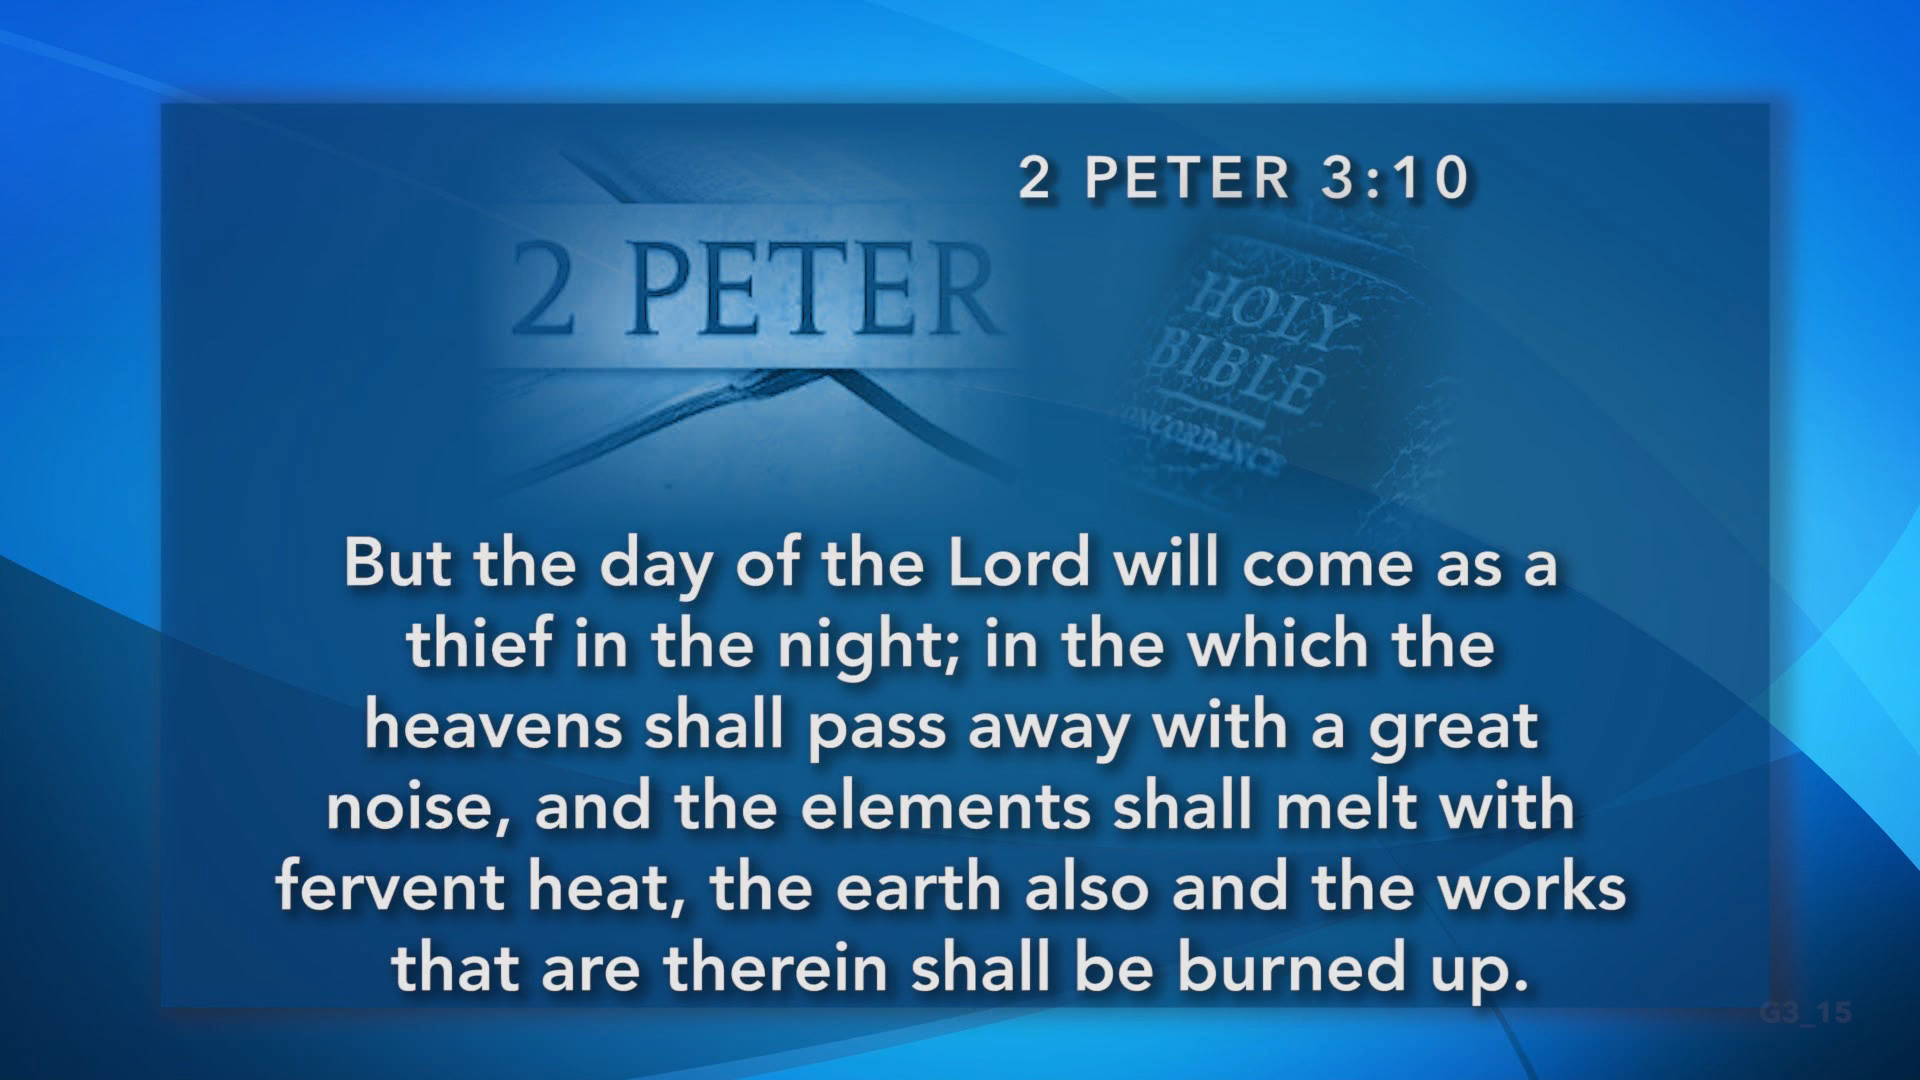 2 PETER 3:10
2 PETER
HOLY
BIBLE
CONCORDANCE
But the day of the Lord will come as a
thief in the night; in the which the
heavens shall pass away with a great
noise, and the elements shall melt with
fervent heat, the earth also and the works
that are therein shall be burned up.
G3_15